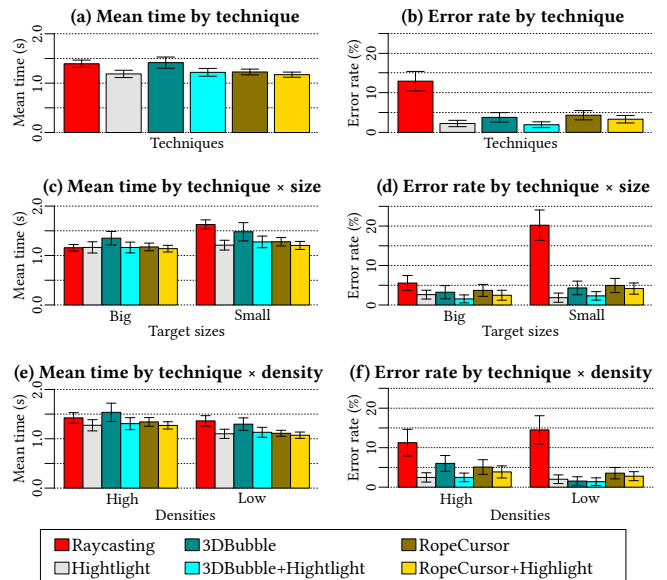 (a) Mean time by technique
Mean time (s)
0.0 1.0 2.0
Techniques
(b) Error rate by technique
Error rate (%)
0 10 20
Techniques
(c) Mean time by technique × size
Mean time (s)
0.0 1.0 2.0
Big Small
Target sizes
(d) Error rate by technique × size
Error rate (%)
0 10 20
Big Small
Target sizes
(e) Mean time by technique × density
Mean time (s)
0.0 1.0 2.0
High Low
Densities
(f) Error rate by technique × density
Error rate (%)
0 10 20
High Low
Densities
Raycasting 3DBubble RopeCursor
Hightlight 3DBubble+Hightlight RopeCursor+Highlight